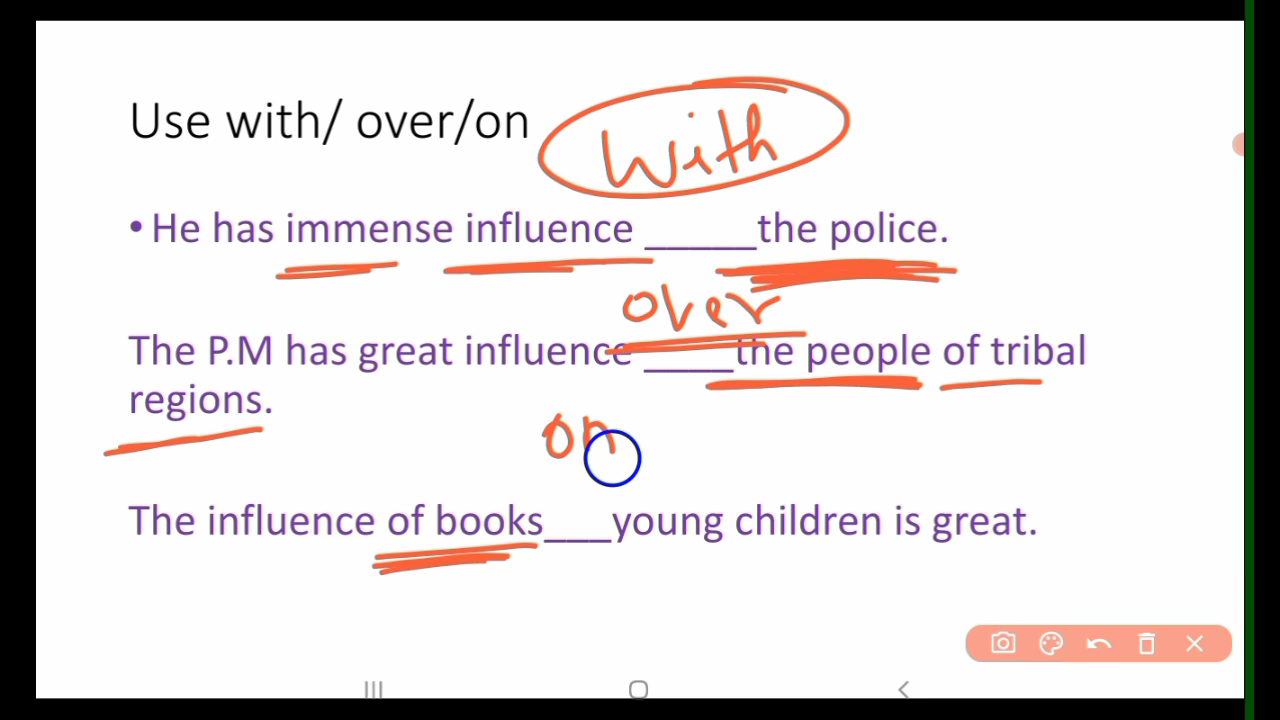 Use with/ over/on
With
• He has immense influence _____the police.
over
The P.M has great influence ____the people of tribal
regions.
on
The influence of books___young children is great.